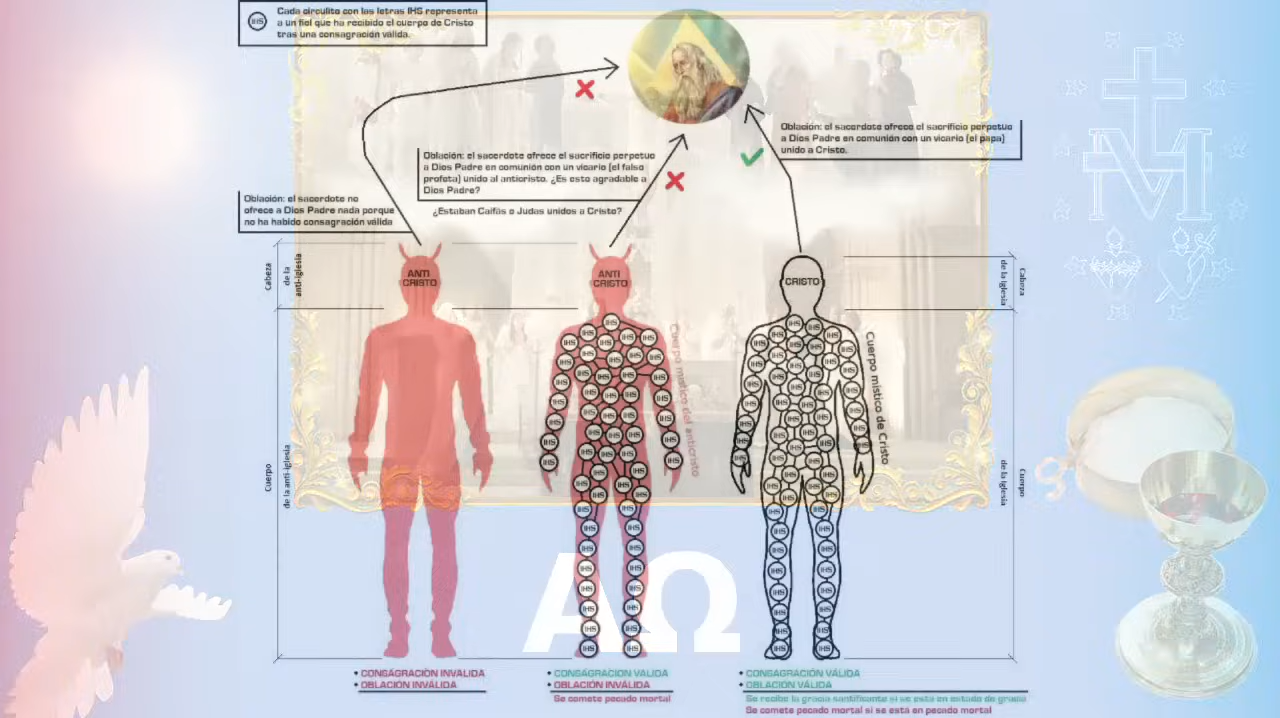 IHS
Cada circulito con las letras IHS representa
a un fiel que ha recibido el cuerpo de Cristo
tras una consagración válida.
Oblación: el sacerdote ofrece el sacrificio perpetuo
a Dios Padre en comunión con un vicario (el papa)
unido a Cristo.
Oblación: el sacerdote ofrece el sacrificio perpetuo
a Dios Padre en comunión con un vicario (el falso
profeta) unido al anticristo. ¿Es esto agradable a
Dios Padre?
¿Estaban Caifás o Judas unidos a Cristo?
Oblación: el sacerdote no
ofrece a Dios Padre nada porque
no ha habido consagración válida
Cabeza
de la
anti-iglesia
ANTI
CRISTO
ANTI
CRISTO
CRISTO
de la iglesia
Cabeza
Cuerpo
de la anti-iglesia
Cuerpo místico del anticristo
Cuerpo místico de Cristo
de la iglesia
Cuerpo
M
ΑΩ
• CONSAGRACIÓN INVÁLIDA
• OBLACIÓN INVÁLIDA
• CONSAGRACIÓN VÁLIDA
• OBLACIÓN INVÁLIDA
Se comete pecado mortal
• CONSAGRACIÓN VÁLIDA
• OBLACIÓN VÁLIDA
Se recibe la gracia santificante si se está en estado de gracia
Se comete pecado mortal si se está en pecado mortal